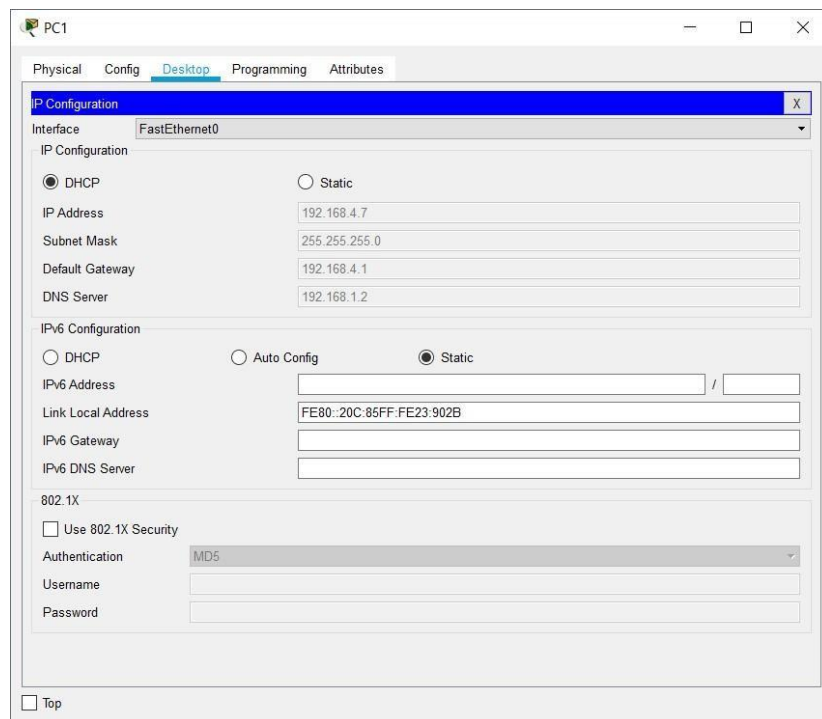 PC1
Physical Config Desktop Programming Attributes
IP Configuration X
Interface FastEthernet0
IP Configuration
DHCP Static
IP Address 192.168.4.7
Subnet Mask 255.255.255.0
Default Gateway 192.168.4.1
DNS Server 192.168.1.2
IPv6 Configuration
DHCP Auto Config Static
IPv6 Address /
Link Local Address FE80::20C:85FF:FE23:902B
IPv6 Gateway
IPv6 DNS Server
802.1X
Use 802.1X Security
Authentication MD5
Username
Password
Top